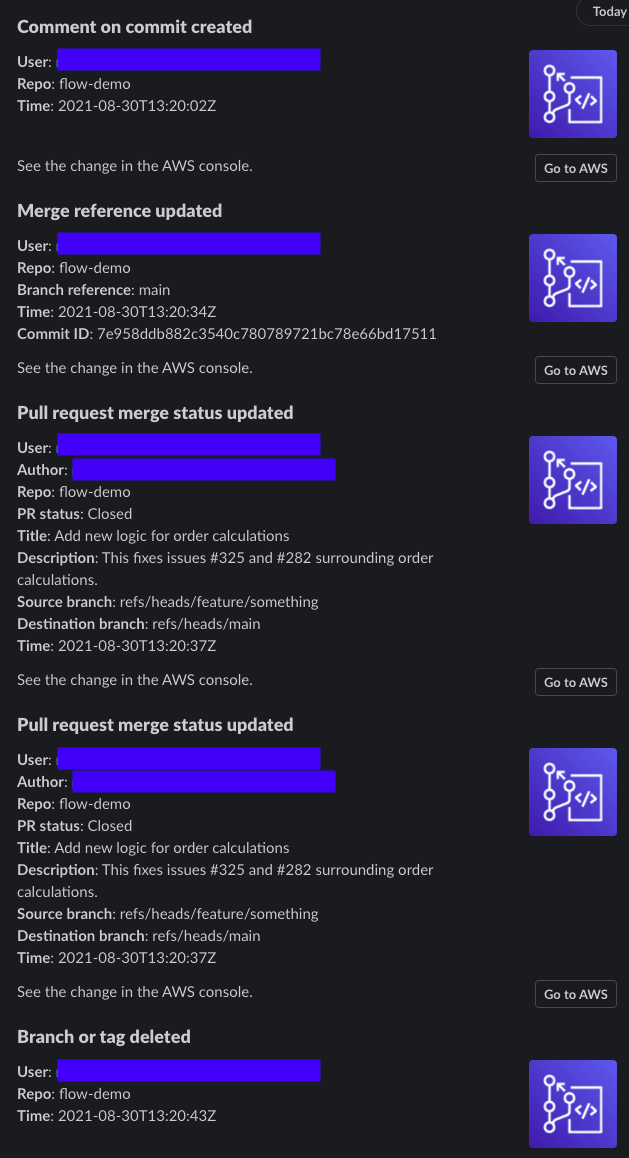 Today
Comment on commit created
User:
Repo: flow-demo
Time: 2021-08-30T13:20:02Z
</>
See the change in the AWS console.
Go to AWS
Merge reference updated
User:
Repo: flow-demo
Branch reference: main
Time: 2021-08-30T13:20:34Z
Commit ID: 7e958ddb882c3540c780789721bc78e66bd17511
</>
See the change in the AWS console.
Go to AWS
Pull request merge status updated
User:
Author:
Repo: flow-demo
PR status: Closed
Title: Add new logic for order calculations
Description: This fixes issues #325 and #282 surrounding order
calculations.
Source branch: refs/heads/feature/something
Destination branch: refs/heads/main
Time: 2021-08-30T13:20:37Z
</>
See the change in the AWS console.
Go to AWS
Pull request merge status updated
User:
Author:
Repo: flow-demo
PR status: Closed
Title: Add new logic for order calculations
Description: This fixes issues #325 and #282 surrounding order
calculations.
Source branch: refs/heads/feature/something
Destination branch: refs/heads/main
Time: 2021-08-30T13:20:37Z
</>
See the change in the AWS console.
Go to AWS
Branch or tag deleted
User:
Repo: flow-demo
Time: 2021-08-30T13:20:43Z
</>